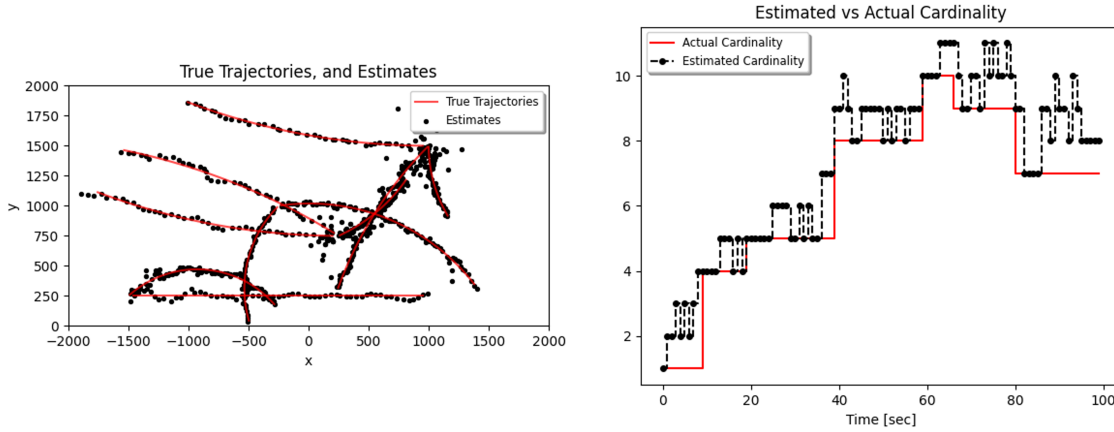 True Trajectories, and Estimates
2000
1750
1500
1250
1000
750
500
250
0
y
True Trajectories
Estimates
−2000 −1500 −1000 −500 0 500 1000 1500 2000
x
Estimated vs Actual Cardinality
Actual Cardinality
Estimated Cardinality
10
8
6
4
2
0 20 40 60 80 100
Time [sec]